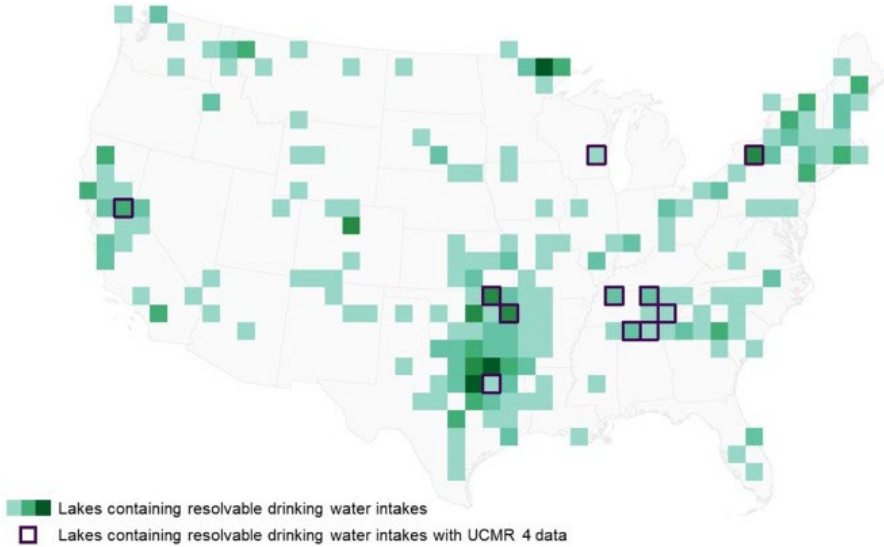 Lakes containing resolvable drinking water intakes
Lakes containing resolvable drinking water intakes with UCMR 4 data